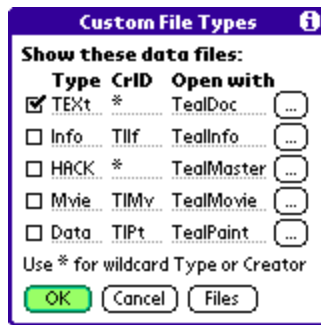 Custom File Types i
Show these data files:
Type CrID Open with
TEXt * TealDoc ...
Info TlIf TealInfo ...
HACK * TealMaster ...
Mvie TlMv TealMovie ...
Data TlPt TealPaint ...
Use * for wildcard Type or Creator
OK Cancel Files